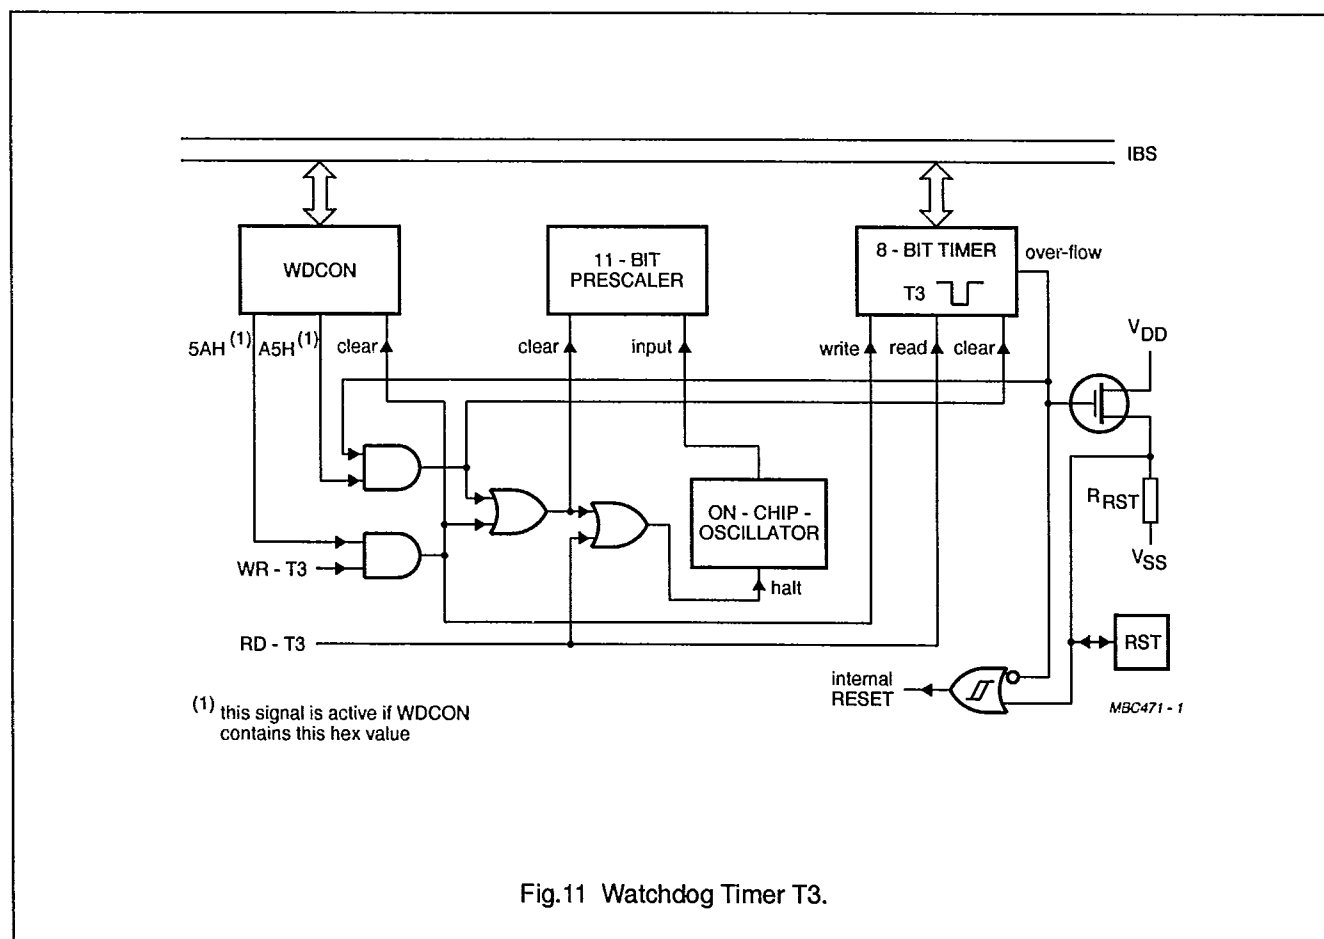 IBS
WDCON
11 - BIT
PRESCALER
8 - BIT TIMER
T3
over-flow
5AH (1)
A5H (1)
clear
clear
input
write
read
clear
VDD
ON - CHIP -
OSCILLATOR
RRST
VSS
WR - T3
halt
RD - T3
RST
internal
RESET
MBC471 - 1
(1) this signal is active if WDCON
contains this hex value
Fig.11 Watchdog Timer T3.